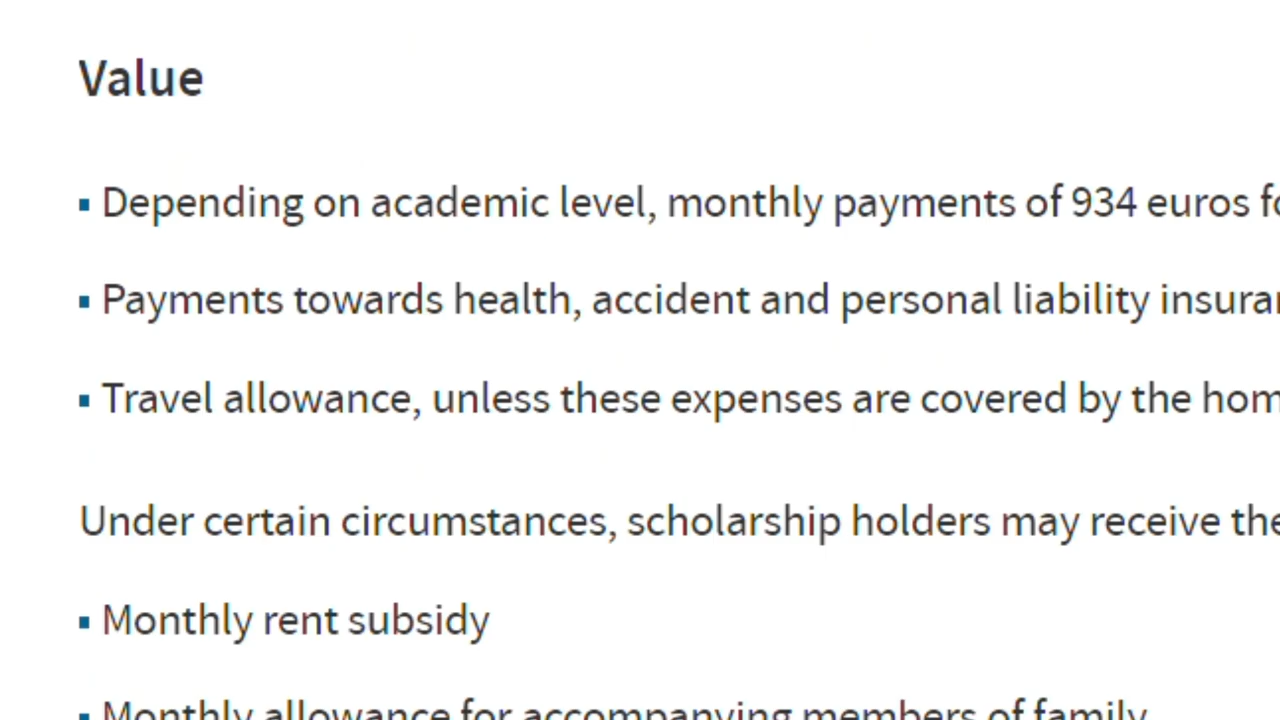 Value
▪ Depending on academic level, monthly payments of 934 euros
▪ Payments towards health, accident and personal liability
▪ Travel allowance, unless these expenses are covered by the
Under certain circumstances, scholarship holders may receive
▪ Monthly rent subsidy
▪ Monthly allowance for accompanying members of family